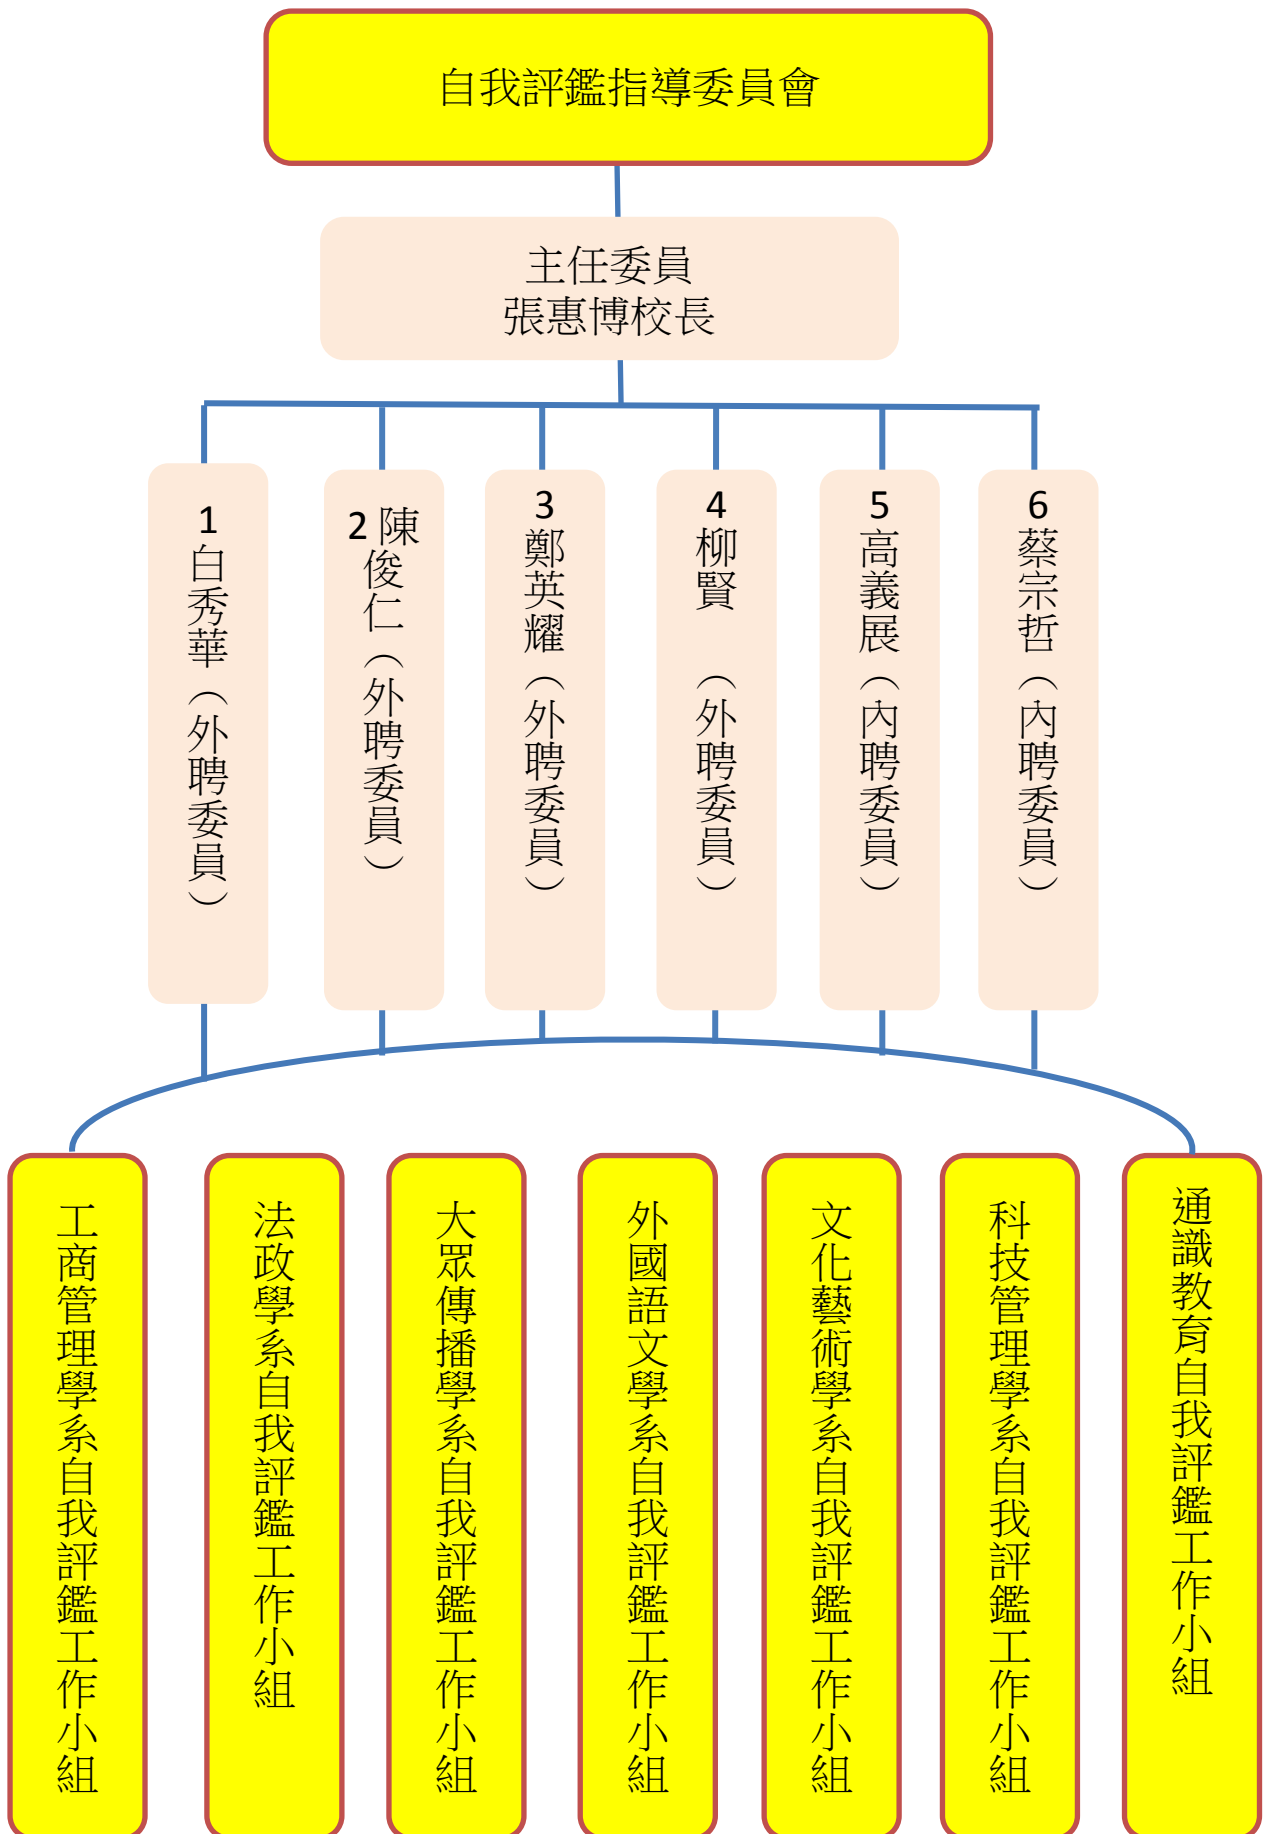 自我評鑑指導委員會
主任委員
張惠博校長
1
白秀華（外聘委員）
2陳俊仁（外聘委員）
3
鄭英耀（外聘委員）
4
柳賢　（外聘委員）
5
高義展（內聘委員）
6
蔡宗哲（內聘委員）
工商管理學系自我評鑑工作小組
法政學系自我評鑑工作小組
大眾傳播學系自我評鑑工作小組
外國語文學系自我評鑑工作小組
文化藝術學系自我評鑑工作小組
科技管理學系自我評鑑工作小組
通識教育自我評鑑工作小組